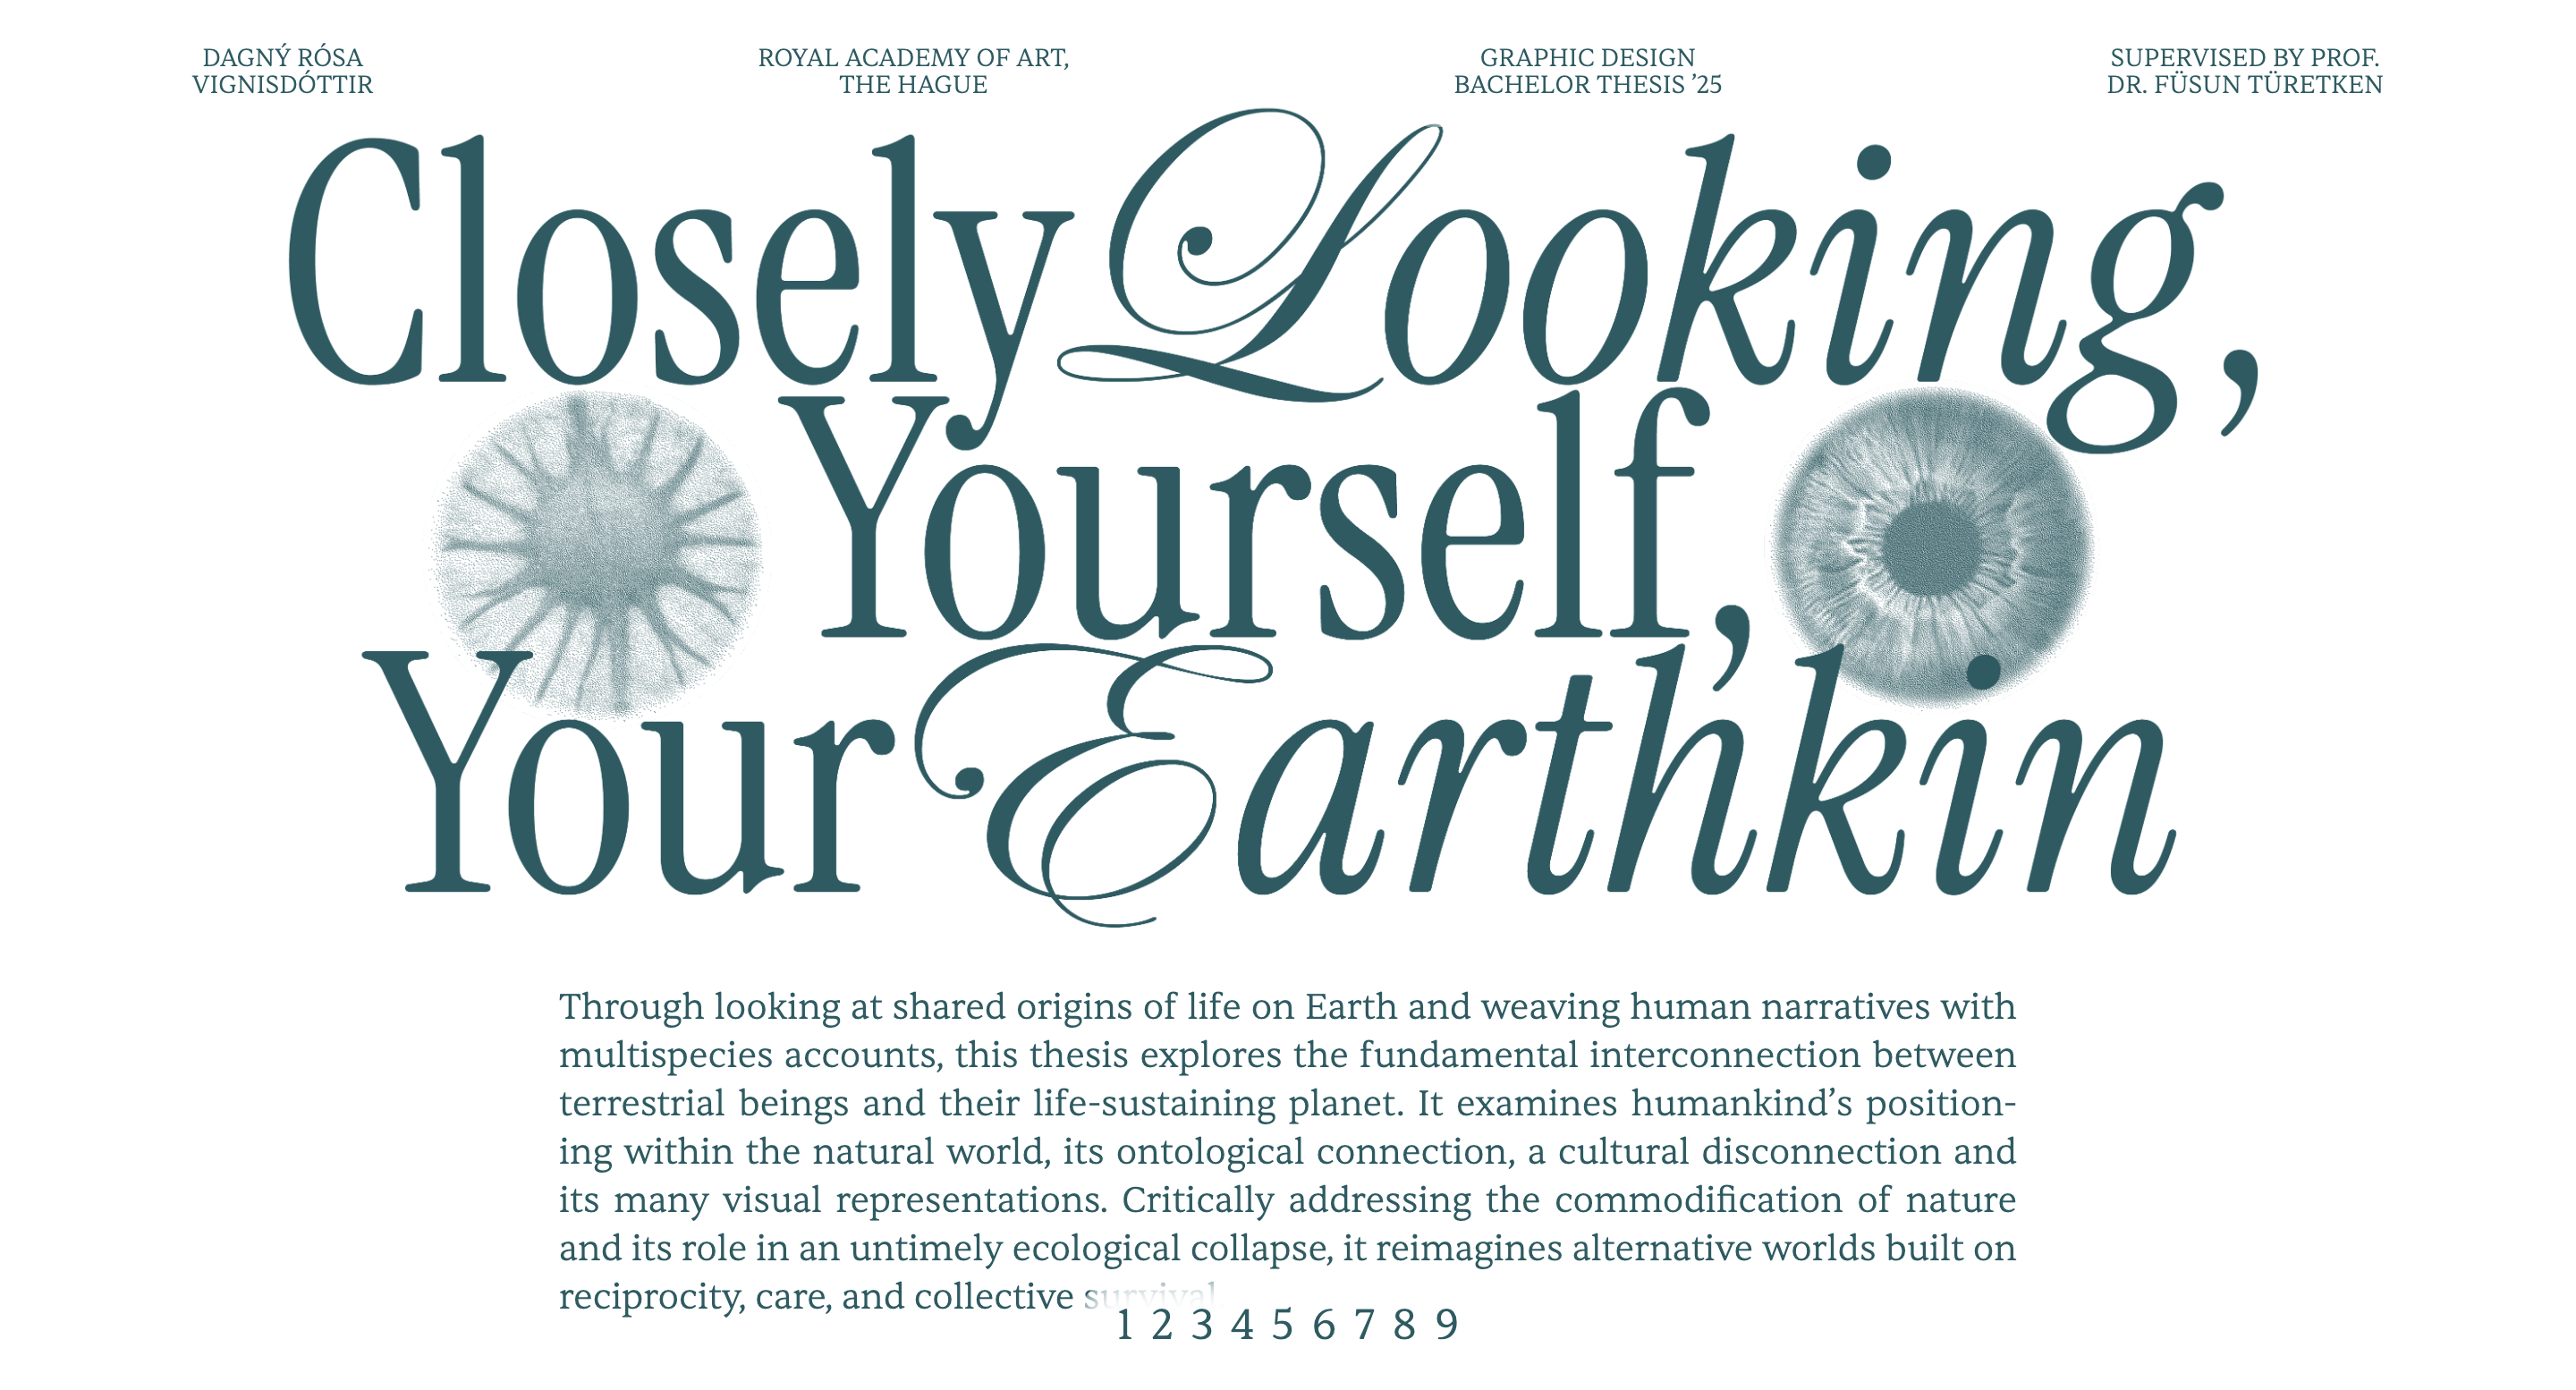 DAGNÝ RÓSA
VIGNISDÓTTIR
ROYAL ACADEMY OF ART,
THE HAGUE
GRAPHIC DESIGN
BACHELOR THESIS ’25
SUPERVISED BY PROF.
DR. FÜSUN TÜRETKEN
Closely Looking,
Yourself,
Your Earthkin
Through looking at shared origins of life on Earth and weaving human narratives with
multispecies accounts, this thesis explores the fundamental interconnection between
terrestrial beings and their life-sustaining planet. It examines humankind’s position-
ing within the natural world, its ontological connection, a cultural disconnection and
its many visual representations. Critically addressing the commodification of nature
and its role in an untimely ecological collapse, it reimagines alternative worlds built on
reciprocity, care, and collective survival.
1 2 3 4 5 6 7 8 9